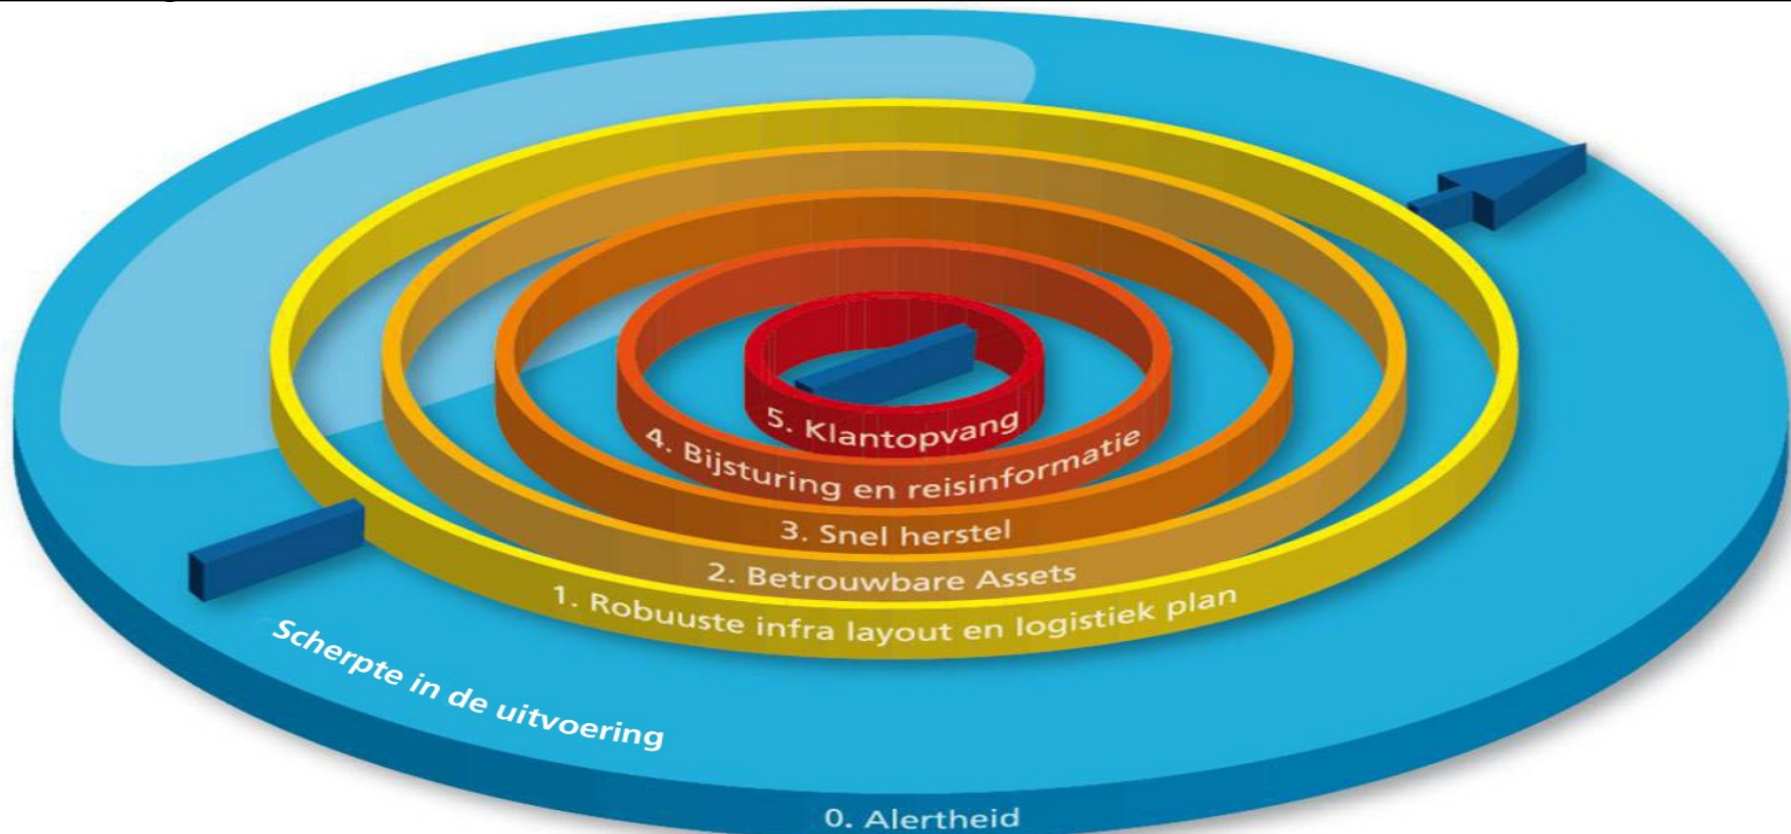 5. Klantopvang
4. Bijsturing en reisinformatie
3. Snel herstel
2. Betrouwbare Assets
1. Robuuste infra layout en logistiek plan
Scherpte in de uitvoering
0. Alertheid